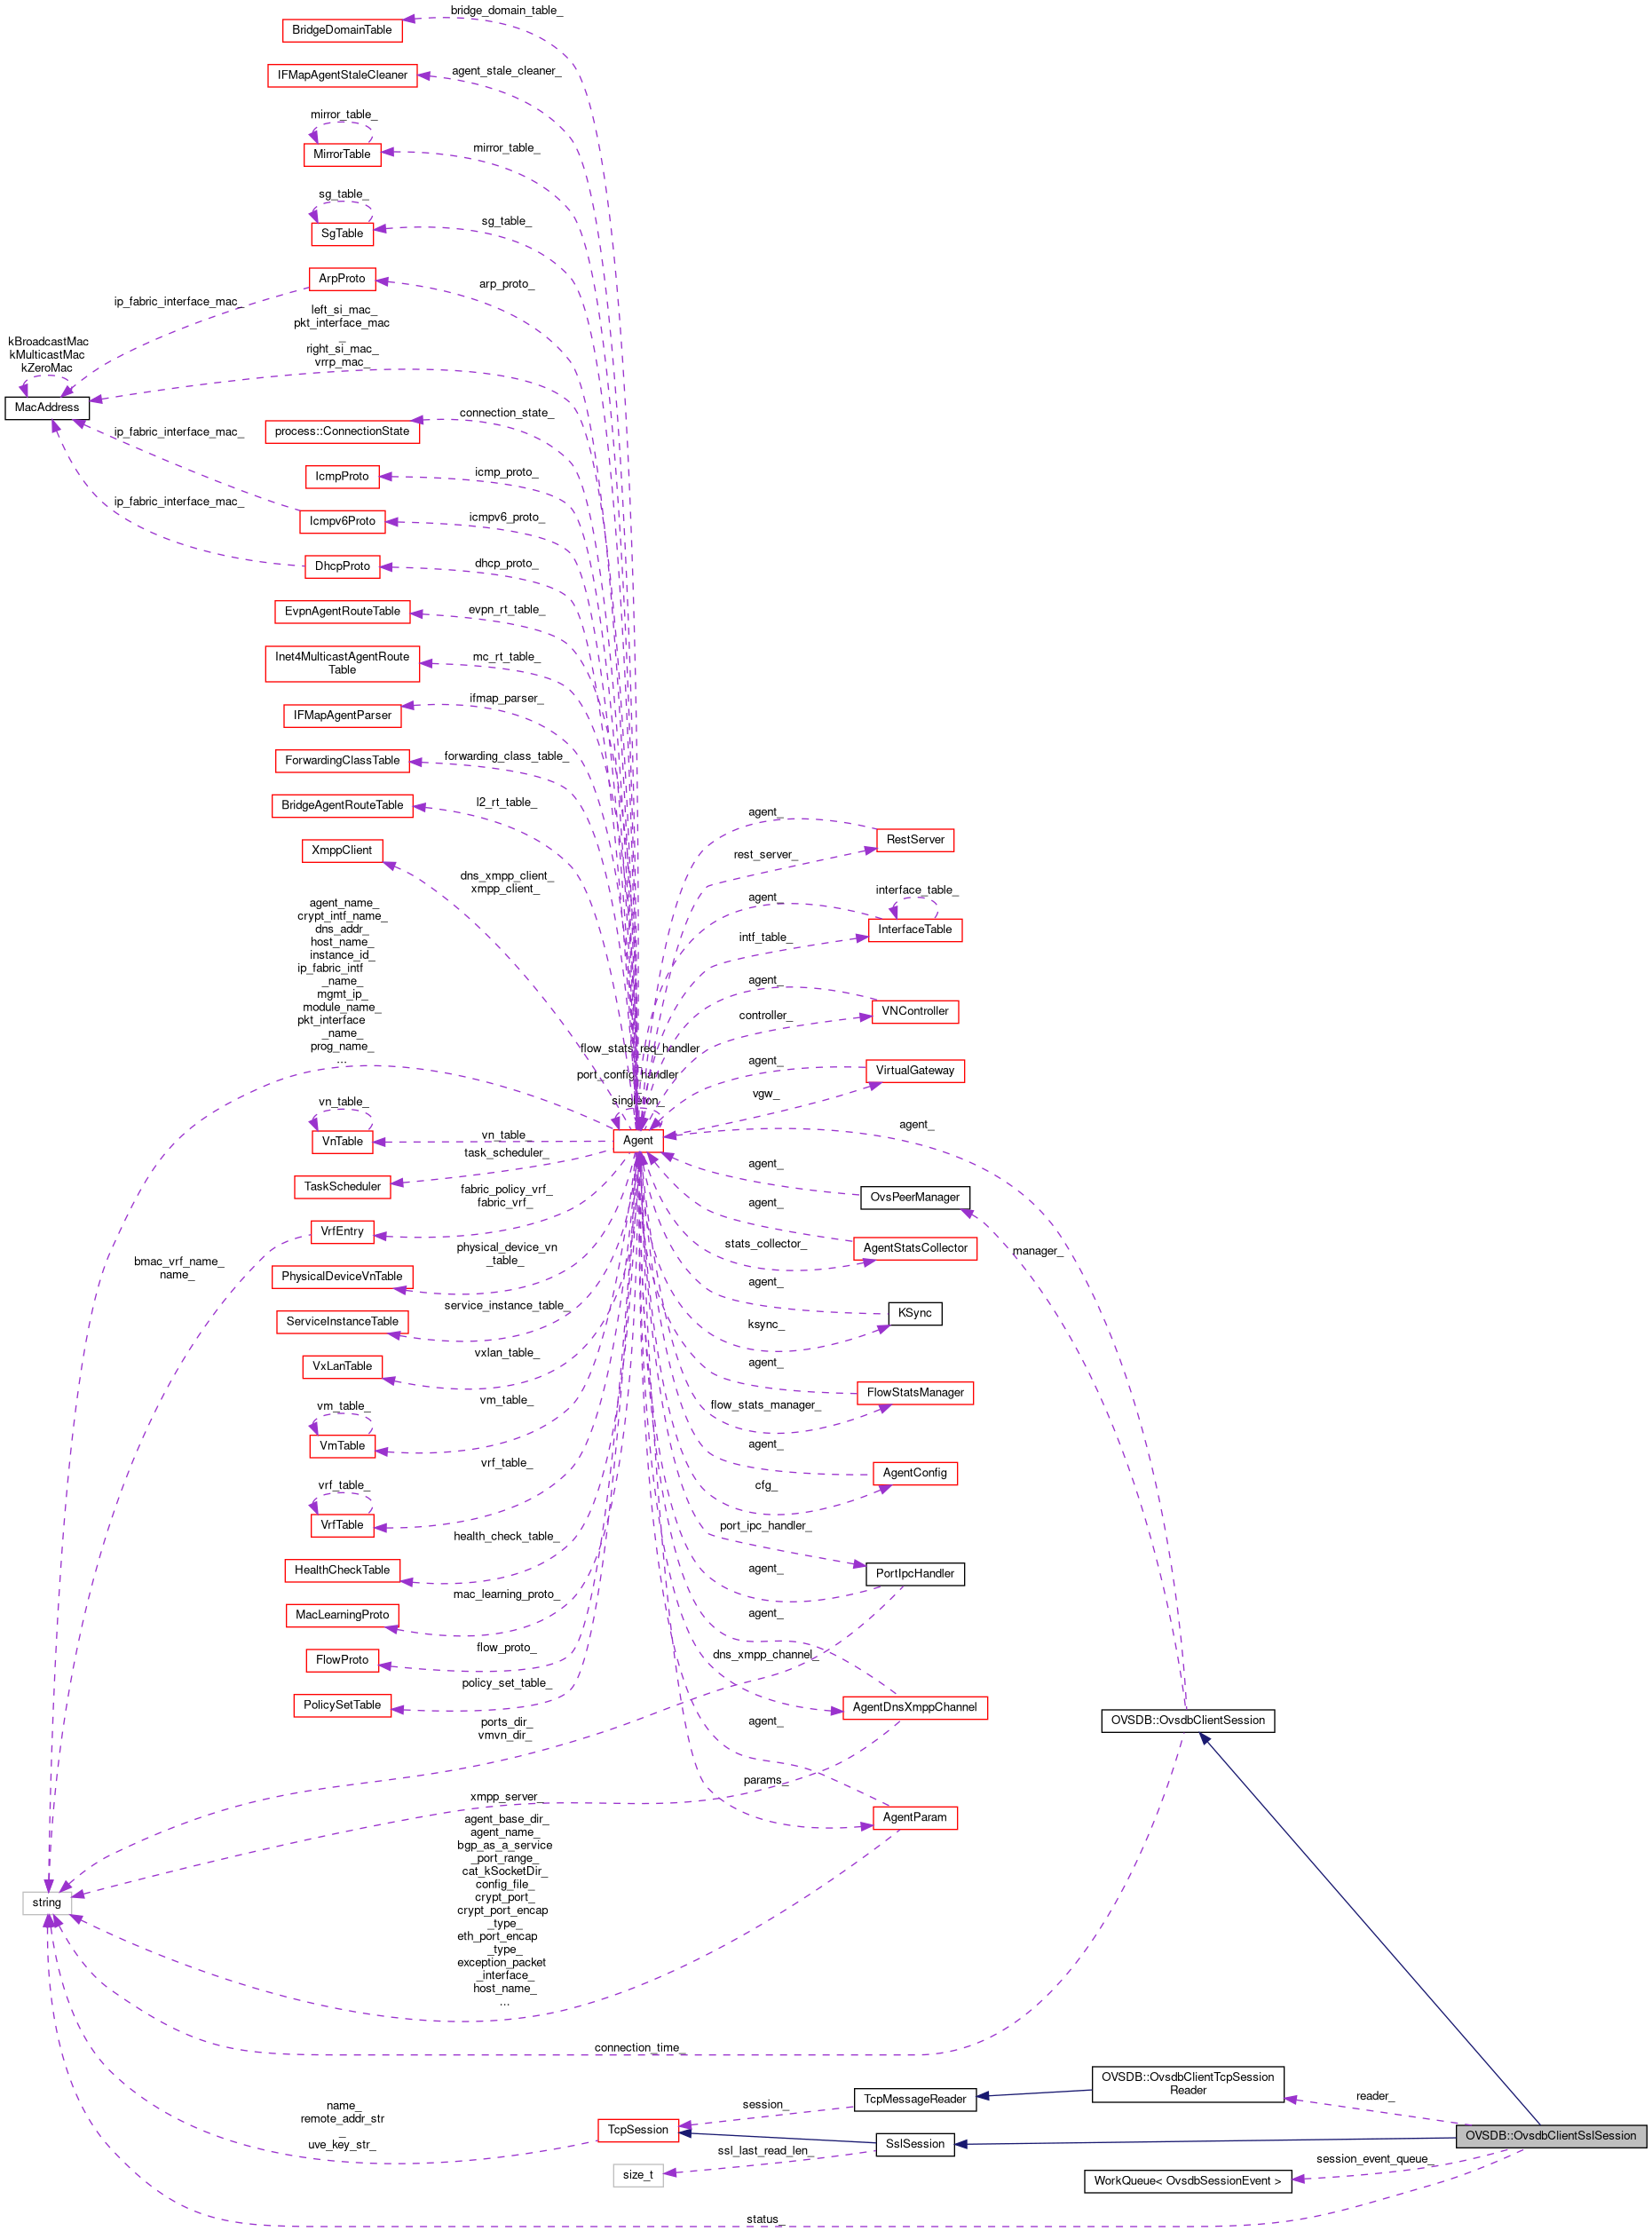 bridge_domain_table_
BridgeDomainTable
agent_stale_cleaner_
IFMapAgentStaleCleaner
mirror_table_
mirror_table_
MirrorTable
sg_table_
sg_table_
SgTable
arp_proto_
ArpProto
ip_fabric_interface_mac_
left_si_mac_
pkt_interface_mac
_
right_si_mac_
vrrp_mac_
kBroadcastMac
kMulticastMac
kZeroMac
MacAddress
connection_state_
process::ConnectionState
ip_fabric_interface_mac_
icmp_proto_
IcmpProto
ip_fabric_interface_mac_
icmpv6_proto_
Icmpv6Proto
dhcp_proto_
DhcpProto
evpn_rt_table_
EvpnAgentRouteTable
mc_rt_table_
Inet4MulticastAgentRoute
Table
ifmap_parser_
IFMapAgentParser
forwarding_class_table_
ForwardingClassTable
l2_rt_table_
BridgeAgentRouteTable
XmppClient
dns_xmpp_client_
xmpp_client_
agent_name_
crypt_intf_name_
dns_addr_
host_name_
instance_id_
ip_fabric_intf
_name_
mgmt_ip_
module_name_
pkt_interface
_name_
prog_name_
...
agent_
RestServer
rest_server_
interface_table_
agent_
InterfaceTable
intf_table_
agent_
VNController
controller_
agent_
VirtualGateway
vgw_
flow_stats_req_handler
_
port_config_handler
_
singleton_
Agent
vn_table_
VnTable
vn_table_
task_scheduler_
TaskScheduler
fabric_policy_vrf_
fabric_vrf_
VrfEntry
bmac_vrf_name_
name_
physical_device_vn
_table_
PhysicalDeviceVnTable
service_instance_table_
ServiceInstanceTable
vxlan_table_
VxLanTable
vm_table_
vm_table_
VmTable
vrf_table_
vrf_table_
VrfTable
health_check_table_
HealthCheckTable
mac_learning_proto_
MacLearningProto
flow_proto_
FlowProto
policy_set_table_
PolicySetTable
agent_
agent_
OvsPeerManager
manager_
agent_
AgentStatsCollector
stats_collector_
agent_
KSync
ksync_
agent_
FlowStatsManager
flow_stats_manager_
agent_
AgentConfig
cfg_
port_ipc_handler_
PortIpcHandler
agent_
agent_
dns_xmpp_channel_
AgentDnsXmppChannel
agent_
params_
AgentParam
OVSDB::OvsdbClientSession
ports_dir_
vmvn_dir_
xmpp_server_
agent_base_dir_
agent_name_
bgp_as_a_service
_port_range_
cat_kSocketDir_
config_file_
crypt_port_
crypt_port_encap
_type_
eth_port_encap
_type_
exception_packet
_interface_
host_name_
...
string
connection_time_
OVSDB::OvsdbClientTcpSession
Reader
reader_
TcpMessageReader
session_
name_
remote_addr_str
_
uve_key_str_
TcpSession
SslSession
ssl_last_read_len_
size_t
OVSDB::OvsdbClientSslSession
session_event_queue_
WorkQueue< OvsdbSessionEvent >
status_